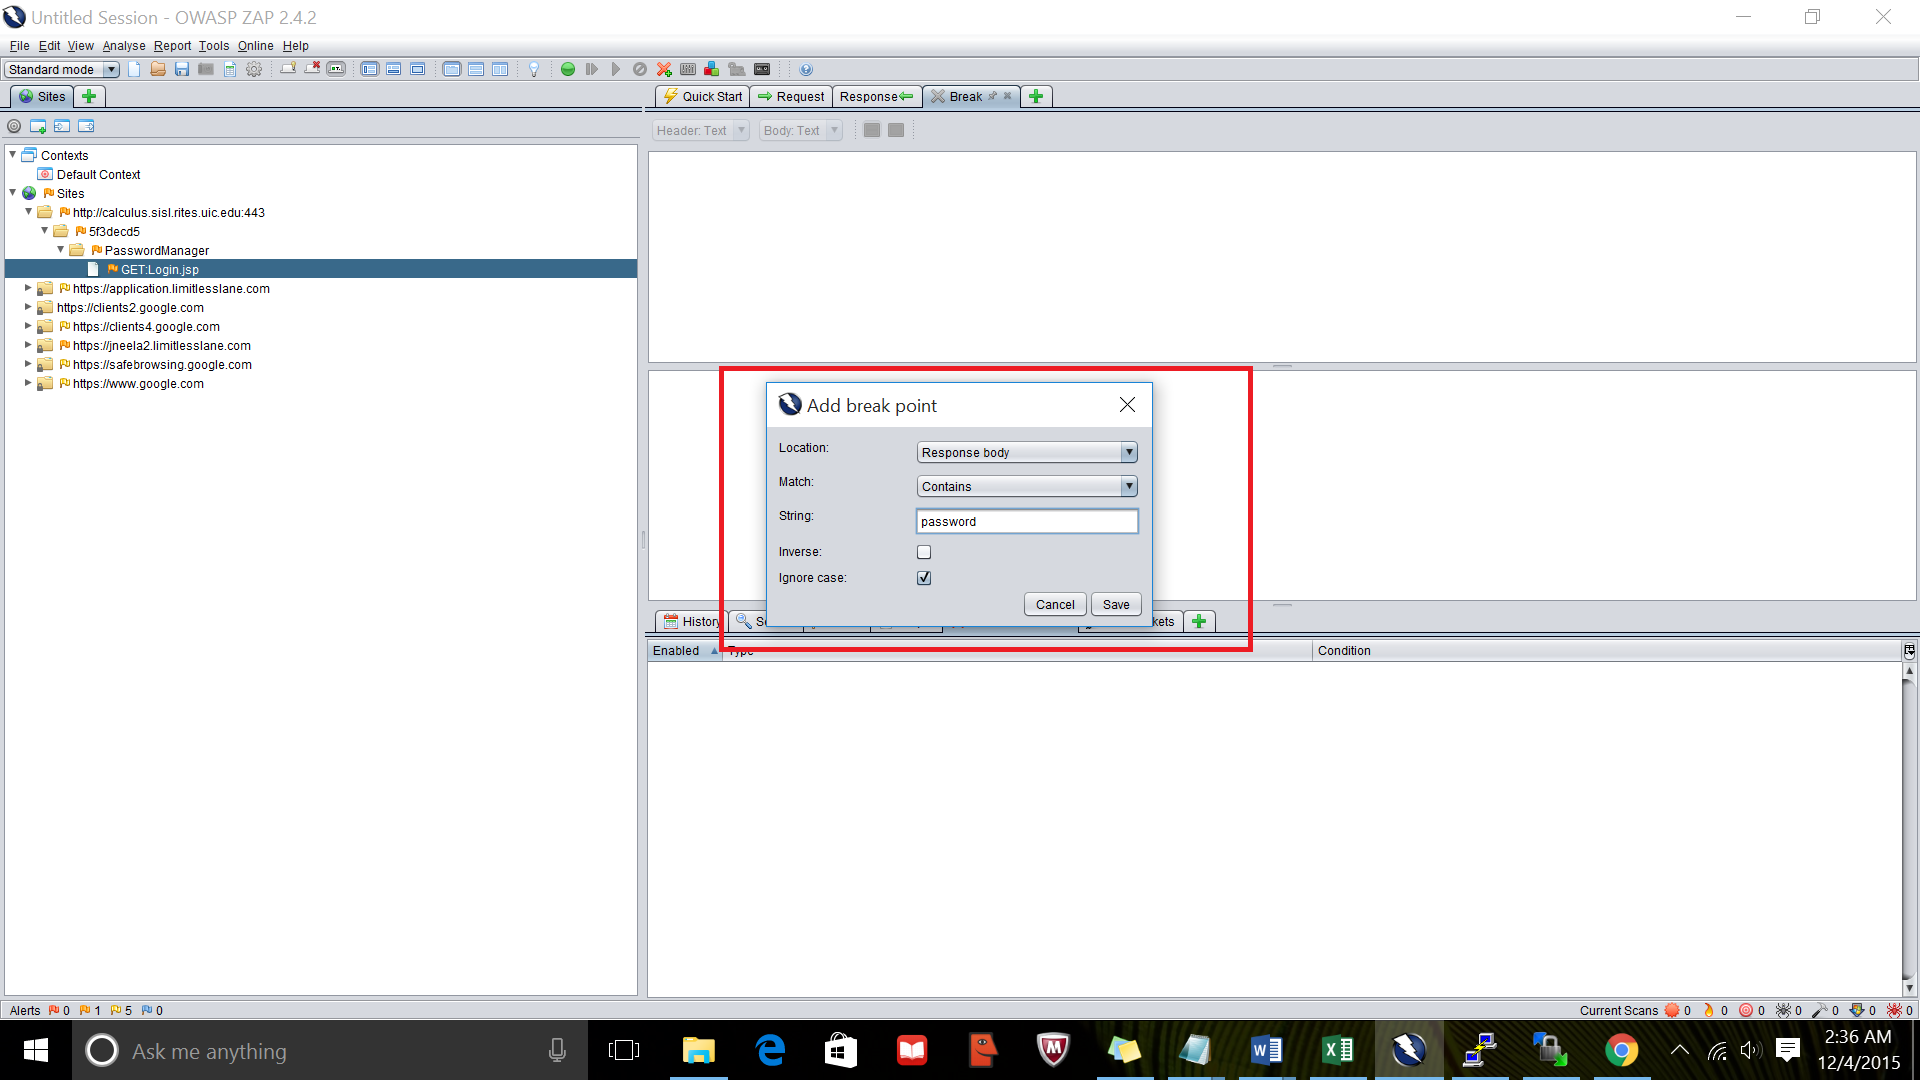 Untitled Session - OWASP ZAP 2.4.2
File Edit View Analyse Report Tools Online Help
Standard mode
Sites
Quick Start Request Response Break
Header: Text Body: Text
Contexts
Default Context
Sites
http://calculus.sisl.rites.uic.edu:443
5f3decd5
PasswordManager
GET:Login.jsp
https://application.limitlesslane.com
https://clients2.google.com
https://clients4.google.com
https://jneela2.limitlesslane.com
https://safebrowsing.google.com
https://www.google.com
Add break point
Location: Response body
Match: Contains
String: password
Inverse:
Ignore case:
Cancel Save
History
Enabled Type Condition
Alerts 0 1 5 0
Current Scans 0 0 0 0 0 0 0
Ask me anything
2:36 AM
12/4/2015